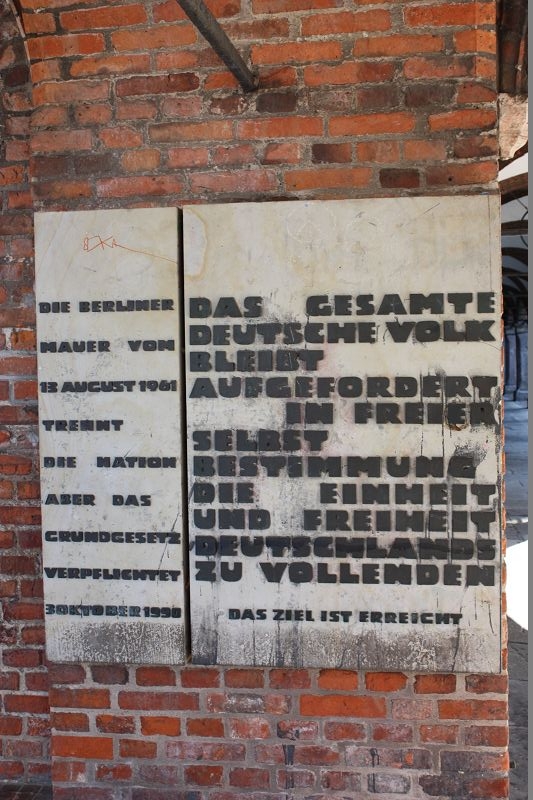 DIE BERLINER
MAUER VOM
13 AUGUST 1961
TRENNT
DIE NATION
ABER DAS
GRUNDGESETZ
VERPFLICHTET
3 OKTOBER 1990
DAS GESAMTE
DEUTSCHE VOLK
BLEIBT
AUFGEFORDERT
IN FREIER
SELBST
BESTIMMUNG
DIE EINHEIT
UND FREIHEIT
DEUTSCHLANDS
ZU VOLLENDEN
DAS ZIEL IST ERREICHT